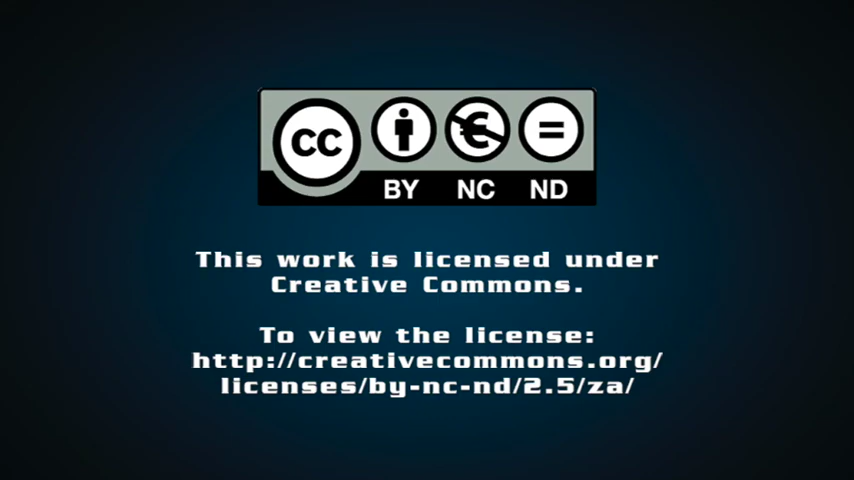 CC
BY NC ND
This work is licensed under
Creative Commons.
To view the license:
http://creativecommons.org/
licenses/by-nc-nd/2.5/za/